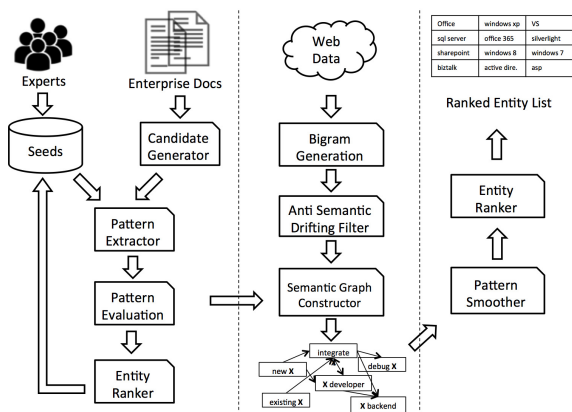 Experts
Enterprise Docs
Seeds
Candidate
Generator
Pattern
Extractor
Pattern
Evaluation
Entity
Ranker
Web
Data
Bigram
Generation
Anti Semantic
Drifting Filter
Semantic Graph
Constructor
integrate
new X
debug X
X developer
existing X
X backend
Office windows xp VS
sql server office 365 silverlight
sharepoint windows 8 windows 7
biztalk active dire. asp
Ranked Entity List
Entity
Ranker
Pattern
Smoother